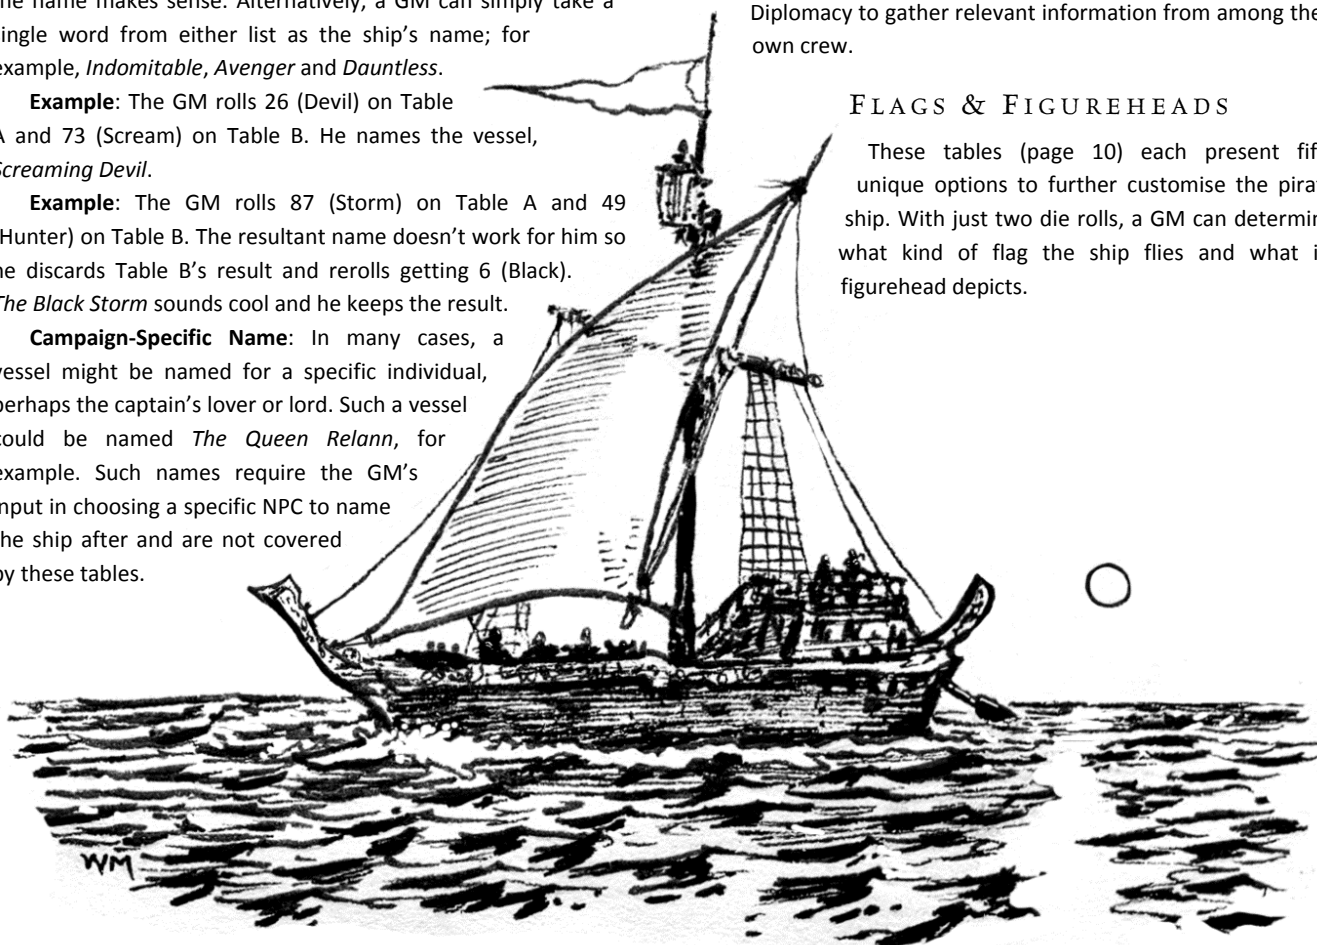 the name makes sense. Alternatively, a GM can simply take a
single word from either list as the ship's name; for
example, Indomitable, Avenger and Dauntless.
Example: The GM rolls 26 (Devil) on Table
A and 73 (Scream) on Table B. He names the vessel,
Screaming Devil.
Example: The GM rolls 87 (Storm) on Table A and 49
(Hunter) on Table B. The resultant name doesn't work for him so
he discards Table B's result and rerolls getting 6 (Black).
The Black Storm sounds cool and he keeps the result.
Campaign-Specific Name: In many cases, a
vessel might be named for a specific individual,
perhaps the captain's lover or lord. Such a vessel
could be named The Queen Relann, for
example. Such names require the GM's
input in choosing a specific NPC to name
the ship after and are not covered
by these tables.
Diplomacy to gather relevant information from among the
own crew.
FLAGS & FIGUREHEADS
These tables (page 10) each present fif
unique options to further customise the pirat
ship. With just two die rolls, a GM can determin
what kind of flag the ship flies and what i
figurehead depicts.
WM